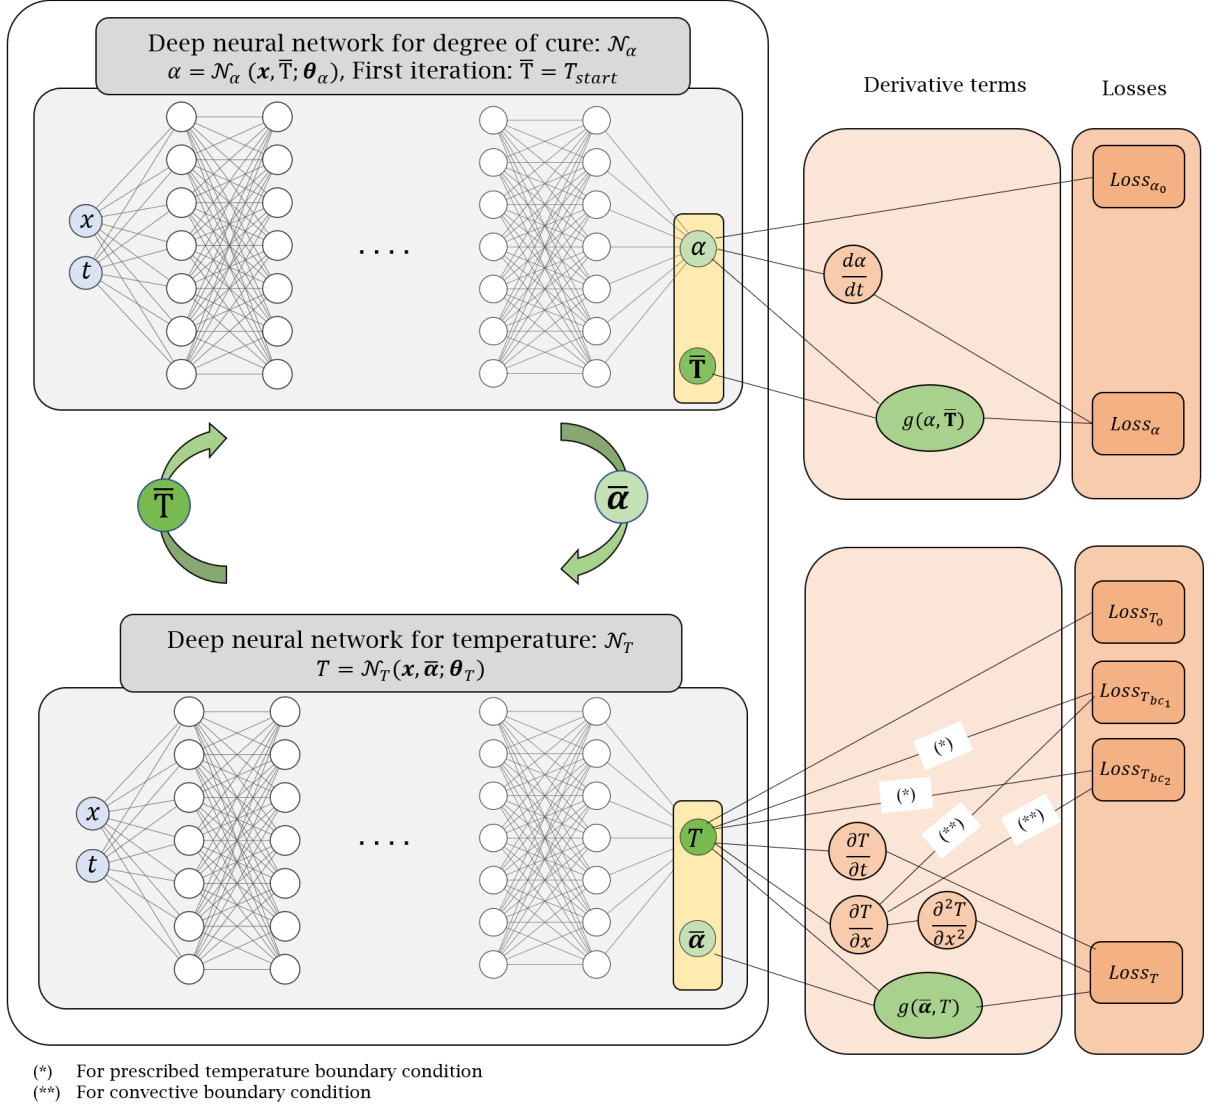 Deep neural network for degree of cure: 𝒩_α
α = 𝒩_α (𝒙, T̅; 𝜽_α), First iteration: T̅ = T_start
Derivative terms
Losses
x
t
. . . .
α
T̅
dα
dt
g(α, T̅)
Loss_α₀
Loss_α
T̅
α̅
Deep neural network for temperature: 𝒩_T
T = 𝒩_T(𝒙, α̅; 𝜽_T)
x
t
. . . .
T
α̅
(*)
(*)
(**)
(**)
∂T
∂t
∂T
∂x
∂²T
∂x²
g(α̅, T)
Loss_T₀
Loss_T_bc₁
Loss_T_bc₂
Loss_T
(*) For prescribed temperature boundary condition
(**) For convective boundary condition